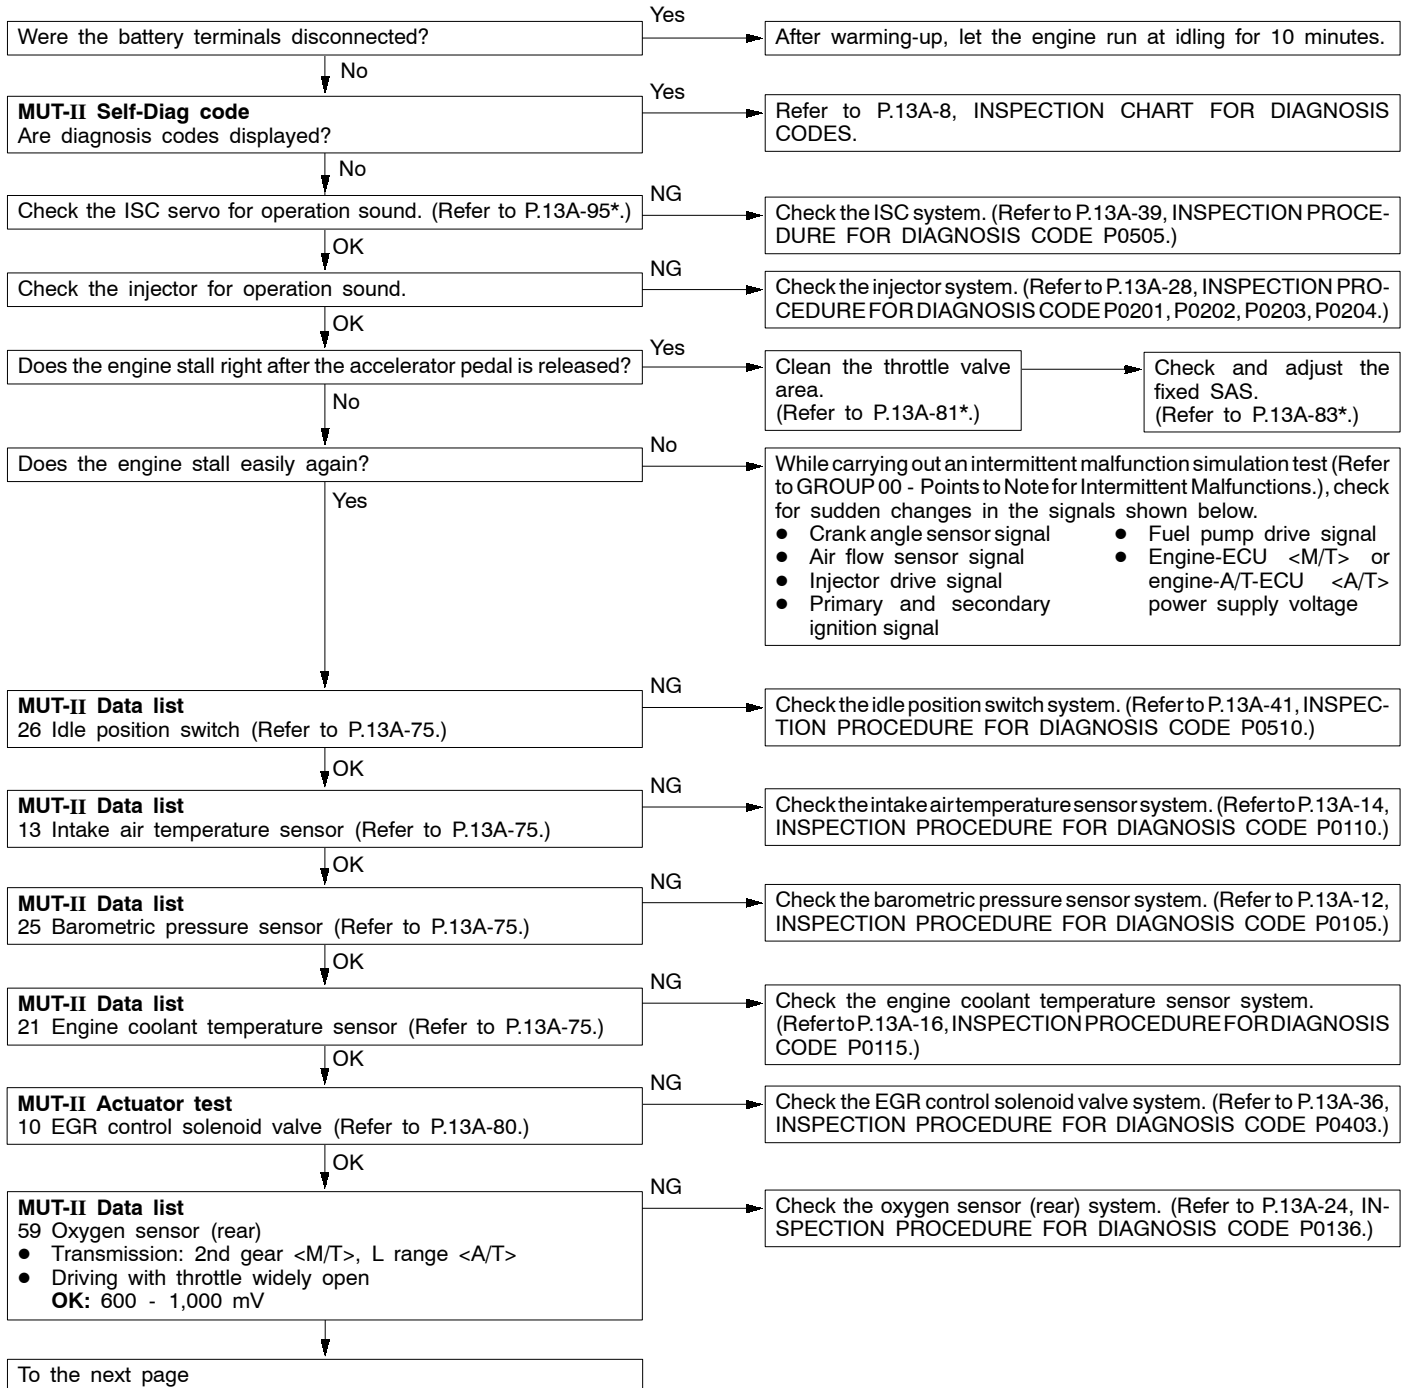 Were the battery terminals disconnected?
Yes
After warming-up, let the engine run at idling for 10 minutes.
No
MUT-II Self-Diag code
Are diagnosis codes displayed?
Yes
Refer to P.13A-8, INSPECTION CHART FOR DIAGNOSIS
CODES.
No
Check the ISC servo for operation sound. (Refer to P.13A-95*.)
NG
Check the ISC system. (Refer to P.13A-39, INSPECTION PROCE-
DURE FOR DIAGNOSIS CODE P0505.)
OK
Check the injector for operation sound.
NG
Check the injector system. (Refer to P.13A-28, INSPECTION PRO-
CEDURE FOR DIAGNOSIS CODE P0201, P0202, P0203, P0204.)
OK
Does the engine stall right after the accelerator pedal is released?
Yes
Clean the throttle valve
area.
(Refer to P.13A-81*.)
Check and adjust the
fixed SAS.
(Refer to P.13A-83*.)
No
Does the engine stall easily again?
No
While carrying out an intermittent malfunction simulation test (Refer
to GROUP 00 - Points to Note for Intermittent Malfunctions.), check
for sudden changes in the signals shown below.
● Crank angle sensor signal
● Air flow sensor signal
● Injector drive signal
● Primary and secondary
ignition signal
● Fuel pump drive signal
● Engine-ECU <M/T> or
engine-A/T-ECU <A/T>
power supply voltage
Yes
MUT-II Data list
26 Idle position switch (Refer to P.13A-75.)
NG
Check the idle position switch system. (Refer to P.13A-41, INSPEC-
TION PROCEDURE FOR DIAGNOSIS CODE P0510.)
OK
MUT-II Data list
13 Intake air temperature sensor (Refer to P.13A-75.)
NG
Check the intake air temperature sensor system. (Refer to P.13A-14,
INSPECTION PROCEDURE FOR DIAGNOSIS CODE P0110.)
OK
MUT-II Data list
25 Barometric pressure sensor (Refer to P.13A-75.)
NG
Check the barometric pressure sensor system. (Refer to P.13A-12,
INSPECTION PROCEDURE FOR DIAGNOSIS CODE P0105.)
OK
MUT-II Data list
21 Engine coolant temperature sensor (Refer to P.13A-75.)
NG
Check the engine coolant temperature sensor system.
(Refer to P.13A-16, INSPECTION PROCEDURE FOR DIAGNOSIS
CODE P0115.)
OK
MUT-II Actuator test
10 EGR control solenoid valve (Refer to P.13A-80.)
NG
Check the EGR control solenoid valve system. (Refer to P.13A-36,
INSPECTION PROCEDURE FOR DIAGNOSIS CODE P0403.)
OK
MUT-II Data list
59 Oxygen sensor (rear)
● Transmission: 2nd gear <M/T>, L range <A/T>
● Driving with throttle widely open
OK: 600 - 1,000 mV
NG
Check the oxygen sensor (rear) system. (Refer to P.13A-24, IN-
SPECTION PROCEDURE FOR DIAGNOSIS CODE P0136.)
To the next page